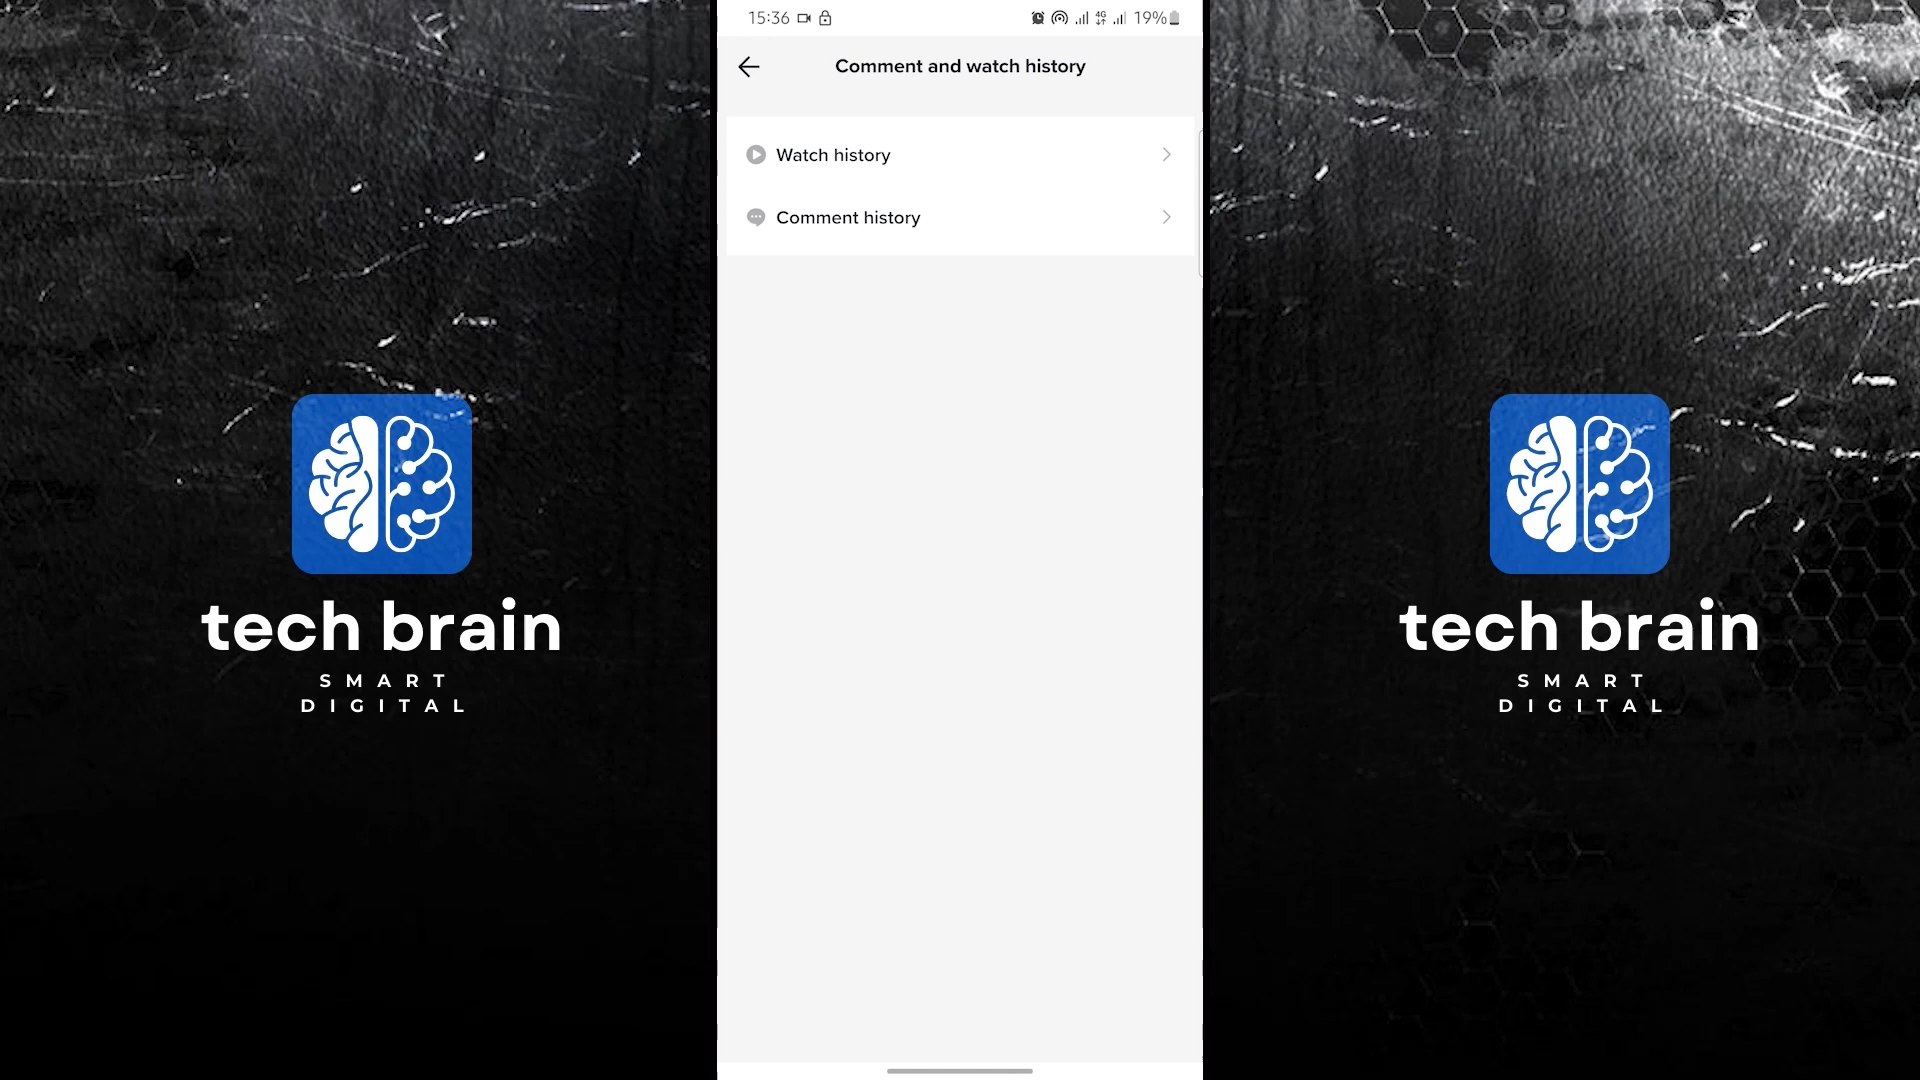 15:36
4G
19%
Comment and watch history
Watch history
Comment history
tech brain
SMART
DIGITAL
tech brain
SMART
DIGITAL